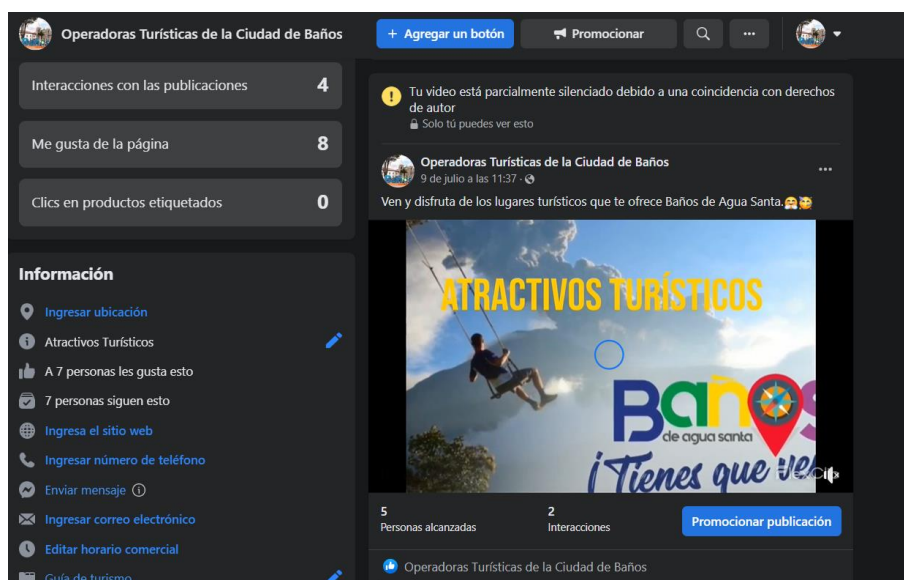 Operadoras Turísticas de la Ciudad de Baños
+ Agregar un botón
Promocionar
Interacciones con las publicaciones 4
Me gusta de la página 8
Clics en productos etiquetados 0
Información
Ingresar ubicación
Atractivos Turísticos
A 7 personas les gusta esto
7 personas siguen esto
Ingresa el sitio web
Ingresar número de teléfono
Enviar mensaje
Ingresar correo electrónico
Editar horario comercial
Guía de turismo
Tu video está parcialmente silenciado debido a una coincidencia con derechos
de autor
Solo tú puedes ver esto
Operadoras Turísticas de la Ciudad de Baños
9 de julio a las 11:37 ·
Ven y disfruta de los lugares turísticos que te ofrece Baños de Agua Santa.
ATRACTIVOS TURÍSTICOS
Baños
de agua santa
¡Tienes que
5
Personas alcanzadas
2
Interacciones
Promocionar publicación
Operadoras Turísticas de la Ciudad de Baños